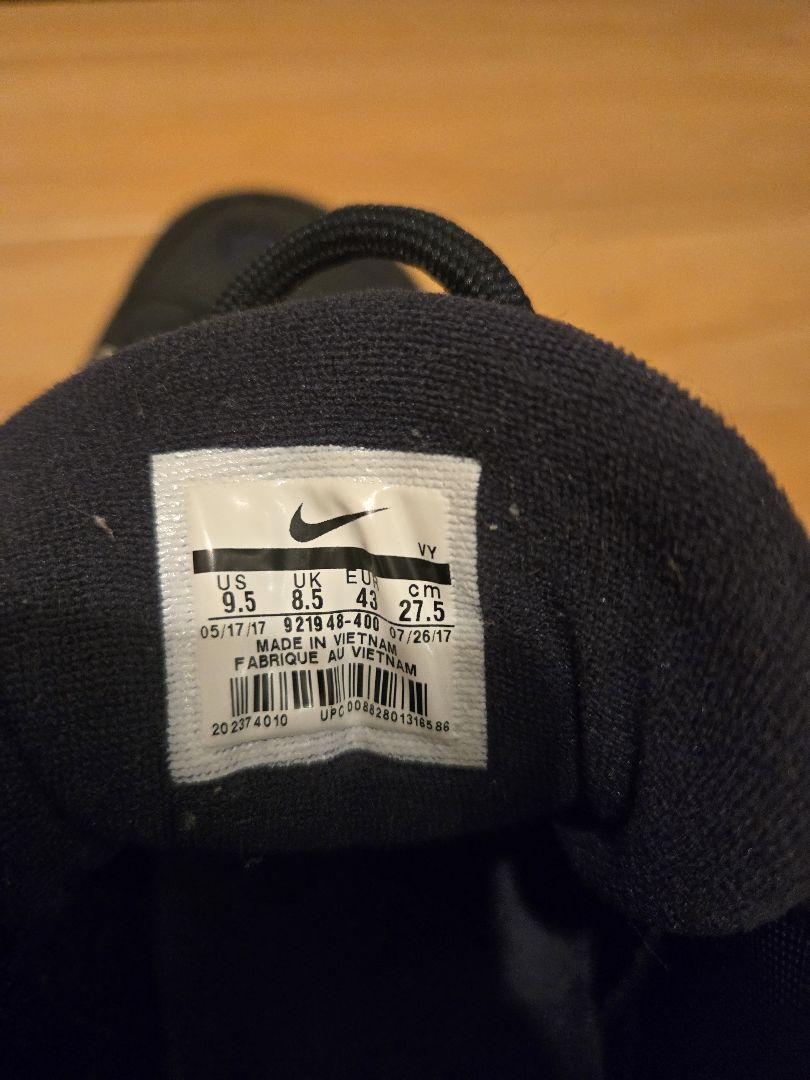 VY
US UK EUR cm
9.5 8.5 43 27.5
05/17/17 921948-400 07/26/17
MADE IN VIETNAM
FABRIQUE AU VIETNAM
202374010 UPC 00882801316586